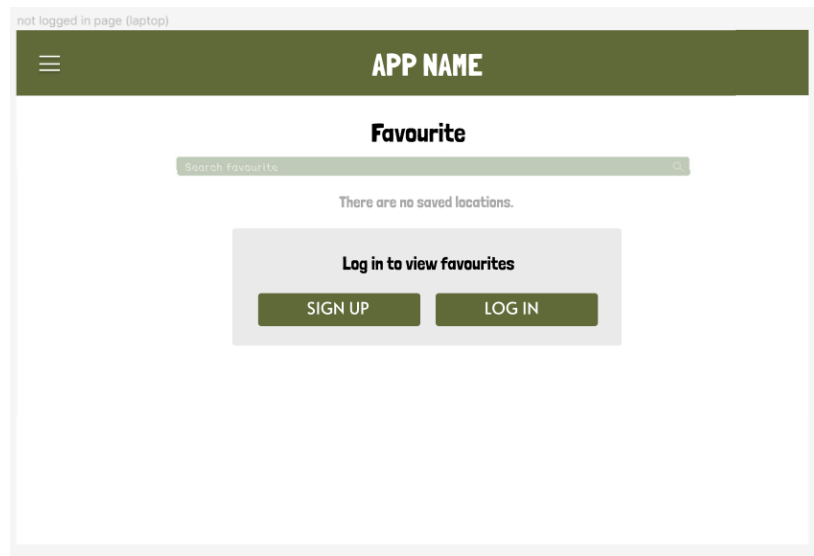 not logged in page (laptop)
APP NAME
Favourite
Search favourite
There are no saved locations.
Log in to view favourites
SIGN UP
LOG IN